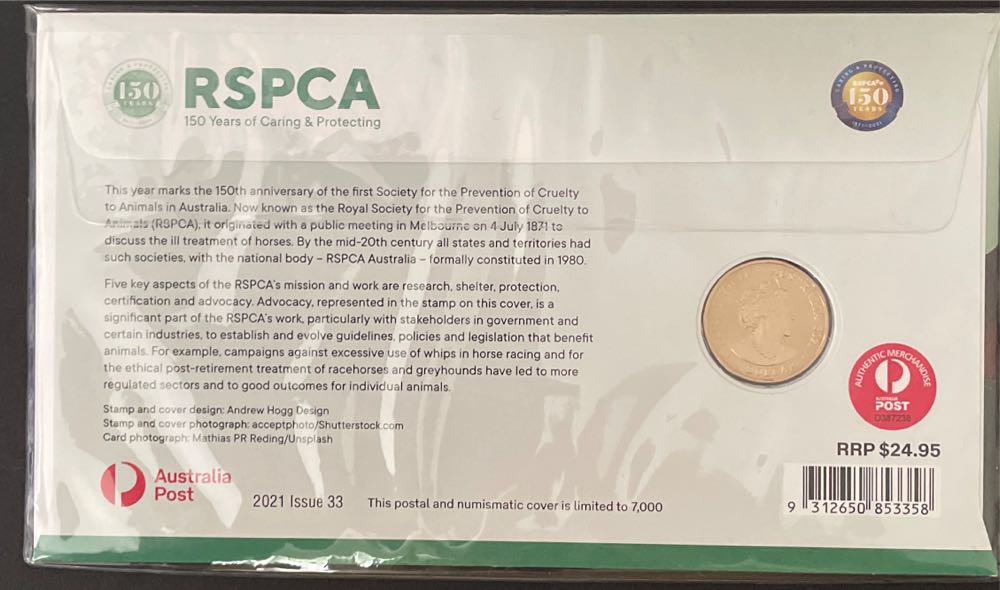 CARING & PROTECTING
150
YEARS
RSPCA
150 Years of Caring & Protecting
CARING & PROTECTING
RSPCA
150
YEARS
1871-2021
This year marks the 150th anniversary of the first Society for the Prevention of Cruelty
to Animals in Australia. Now known as the Royal Society for the Prevention of Cruelty to
Animals (RSPCA), it originated with a public meeting in Melbourne on 4 July 1871 to
discuss the ill treatment of horses. By the mid-20th century all states and territories had
such societies, with the national body – RSPCA Australia – formally constituted in 1980.
Five key aspects of the RSPCA's mission and work are research, shelter, protection,
certification and advocacy. Advocacy, represented in the stamp on this cover, is a
significant part of the RSPCA's work, particularly with stakeholders in government and
certain industries, to establish and evolve guidelines, policies and legislation that benefit
animals. For example, campaigns against excessive use of whips in horse racing and for
the ethical post-retirement treatment of racehorses and greyhounds have led to more
regulated sectors and to good outcomes for individual animals.
Stamp and cover design: Andrew Hogg Design
Stamp and cover photograph: acceptphoto/Shutterstock.com
Card photograph: Mathias PR Reding/Unsplash
DOLLAR
AUTHENTIC MERCHANDISE
AUSTRALIA
POST
RRP $24.95
9 312650 853358
Australia
Post
2021 Issue 33
This postal and numismatic cover is limited to 7,000